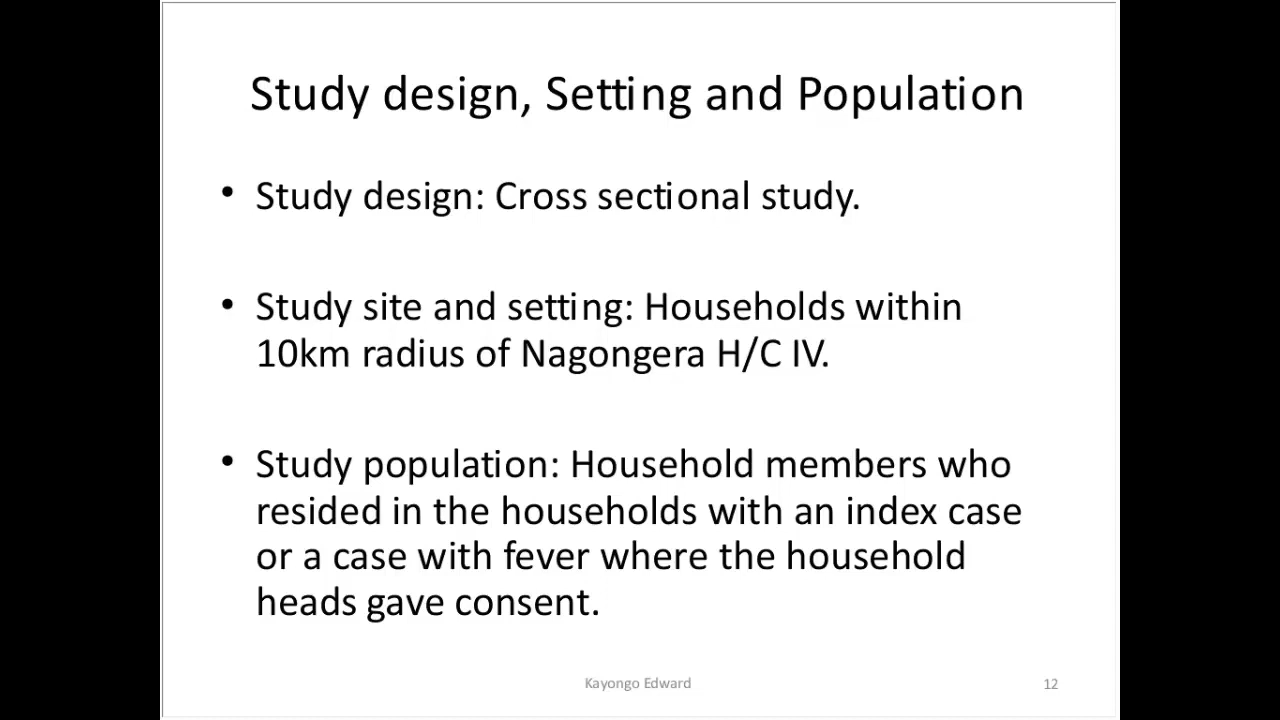 Study design, Setting and Population
• Study design: Cross sectional study.
• Study site and setting: Households within
10km radius of Nagongera H/C IV.
• Study population: Household members who
resided in the households with an index case
or a case with fever where the household
heads gave consent.
Kayongo Edward
12